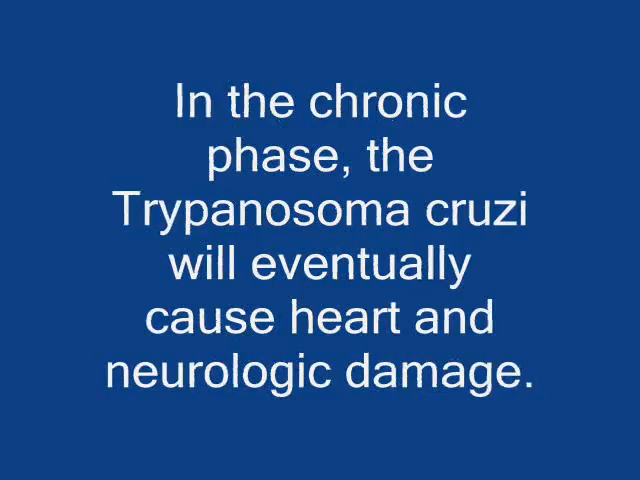 In the chronic
phase, the
Trypanosoma cruzi
will eventually
cause heart and
neurologic damage.